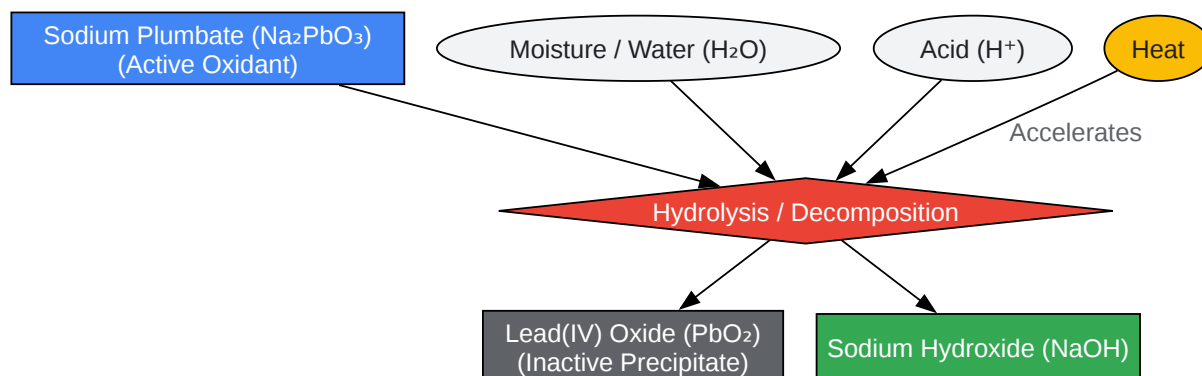 Sodium Plumbate (Na₂PbO₃)
(Active Oxidant)
Moisture / Water (H₂O)
Acid (H⁺)
Heat
Accelerates
Hydrolysis / Decomposition
Lead(IV) Oxide (PbO₂)
(Inactive Precipitate)
Sodium Hydroxide (NaOH)